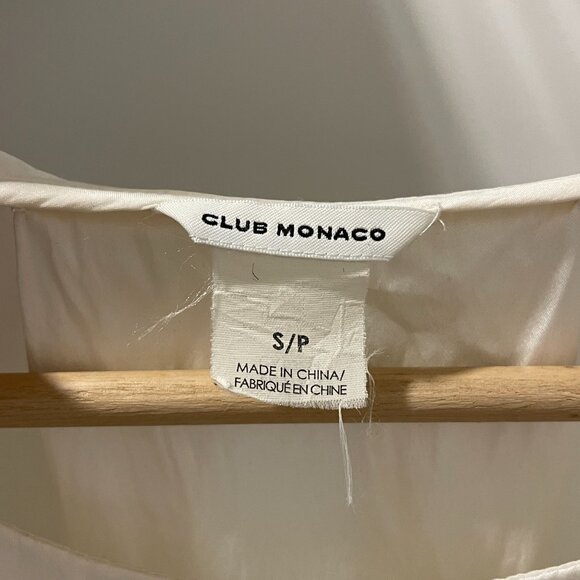 CLUB MONACO
S/P
MADE IN CHINA/
FABRIQUÉ EN CHINE